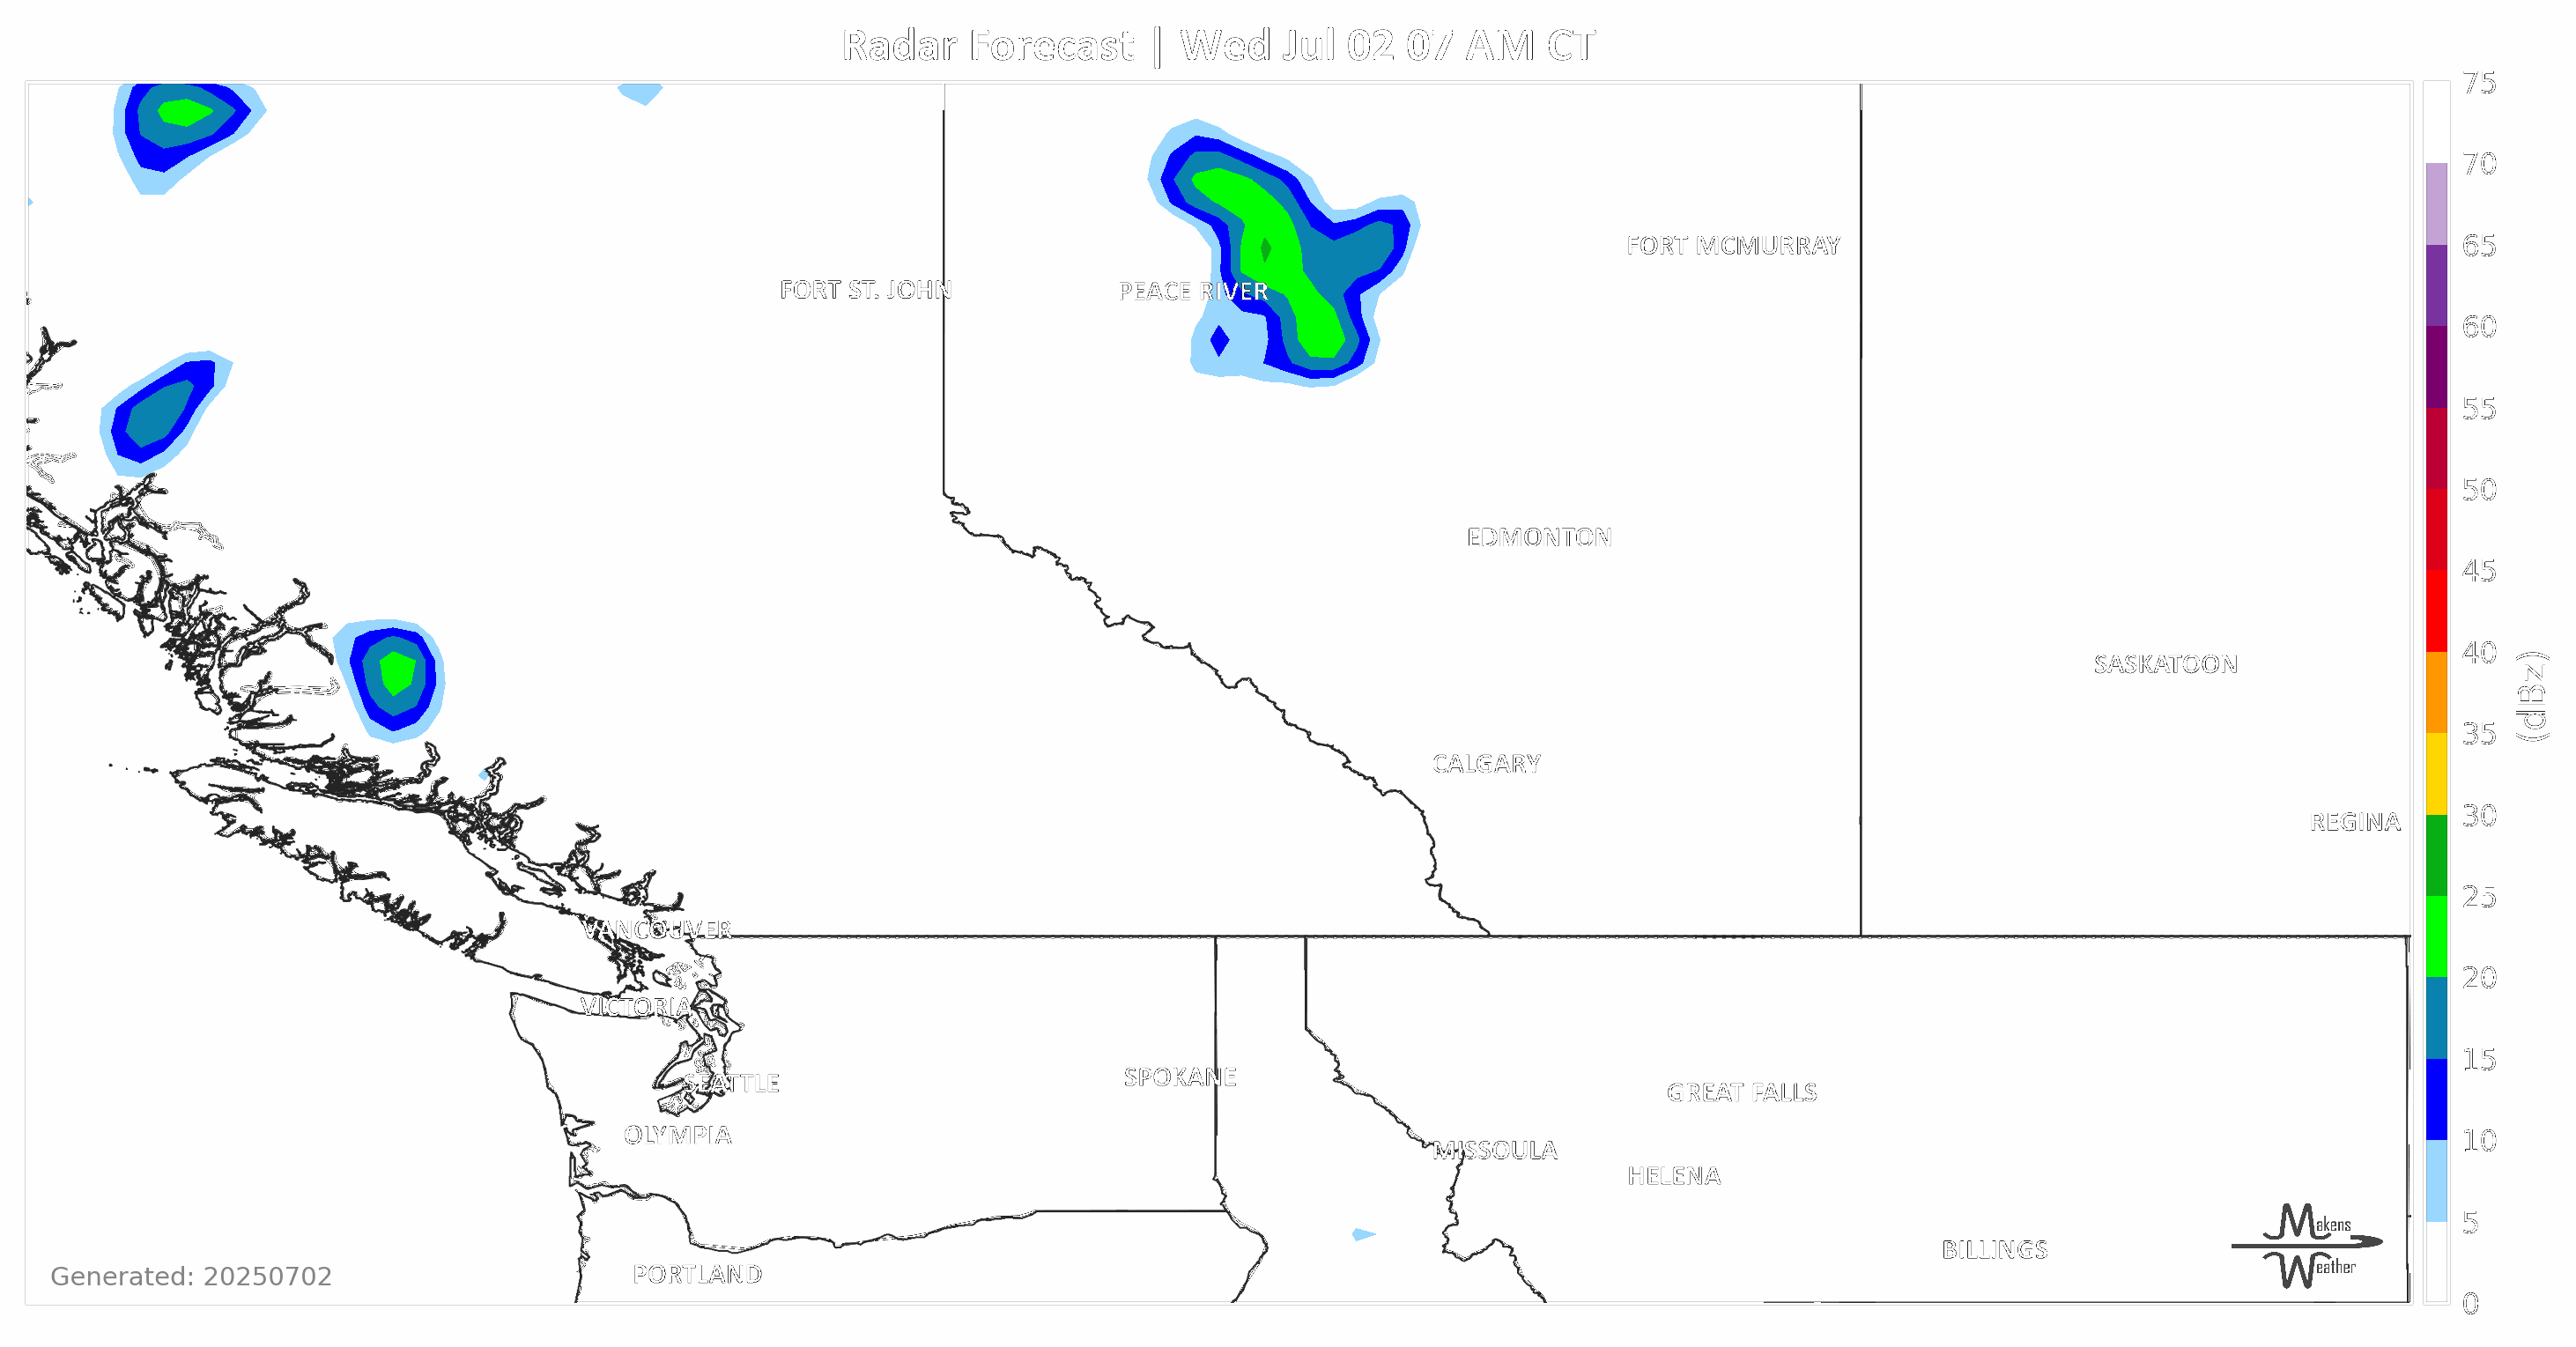 Radar Forecast | Wed Jul 02 07 AM CT
75
70
65
60
55
50
45
40
35
30
25
20
15
10
5
0
(dBz)
FORT MCMURRAY
FORT ST. JOHN
PEACE RIVER
EDMONTON
SASKATOON
CALGARY
REGINA
VANCOUVER
VICTORIA
SEATTLE
SPOKANE
GREAT FALLS
OLYMPIA
MISSOULA
HELENA
BILLINGS
PORTLAND
Makens
Weather
Generated: 20250702